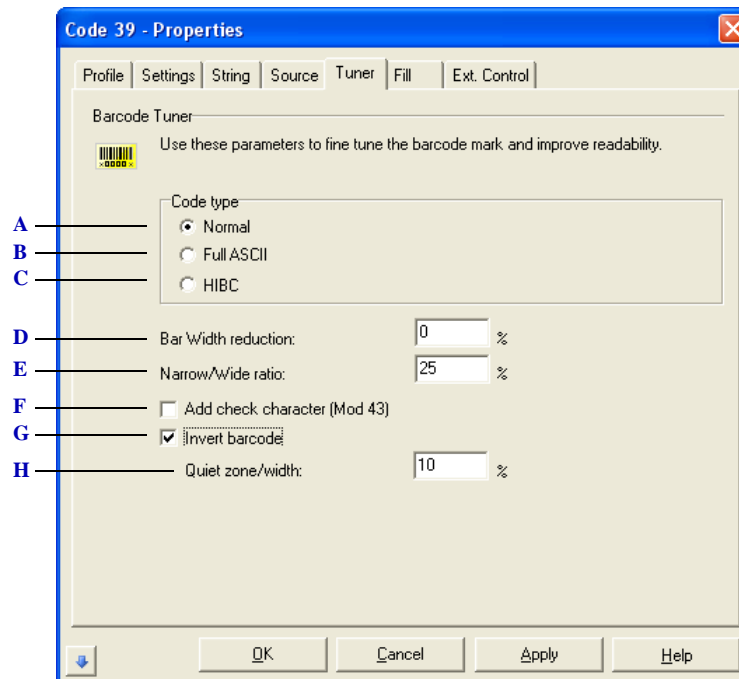 Code 39 - Properties
Profile Settings String Source Tuner Fill Ext. Control
Barcode Tuner
Use these parameters to fine tune the barcode mark and improve readability.
Code type
A Normal
B Full ASCII
C HIBC
D Bar Width reduction: 0 %
E Narrow/Wide ratio: 25 %
F Add check character (Mod 43)
G Invert barcode
H Quiet zone/width: 10 %
OK Cancel Apply Help